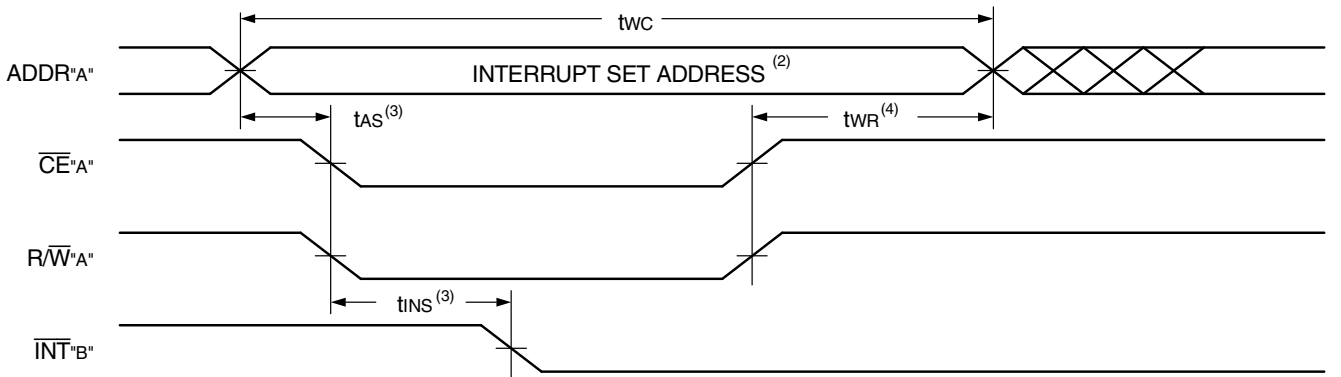 tWC
ADDR"A" INTERRUPT SET ADDRESS (2)
tAS(3) tWR(4)
CE"A"
R/W"A"
tINS(3)
INT"B"